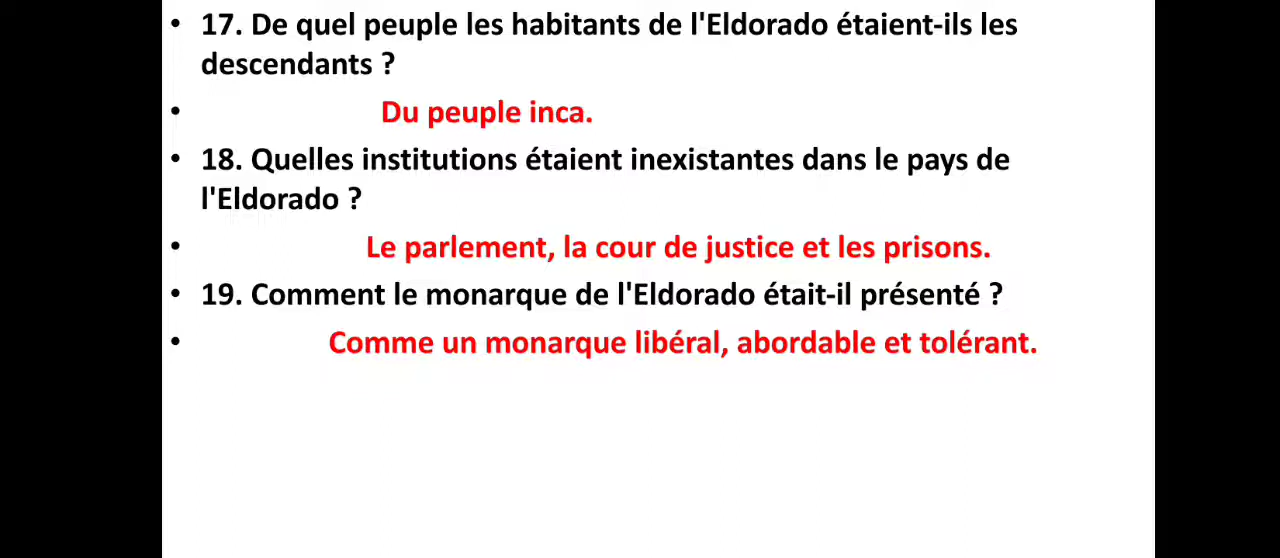 • 17. De quel peuple les habitants de l'Eldorado étaient-ils les
descendants ?
• Du peuple inca.
• 18. Quelles institutions étaient inexistantes dans le pays de
l'Eldorado ?
• Le parlement, la cour de justice et les prisons.
• 19. Comment le monarque de l'Eldorado était-il présenté ?
• Comme un monarque libéral, abordable et tolérant.